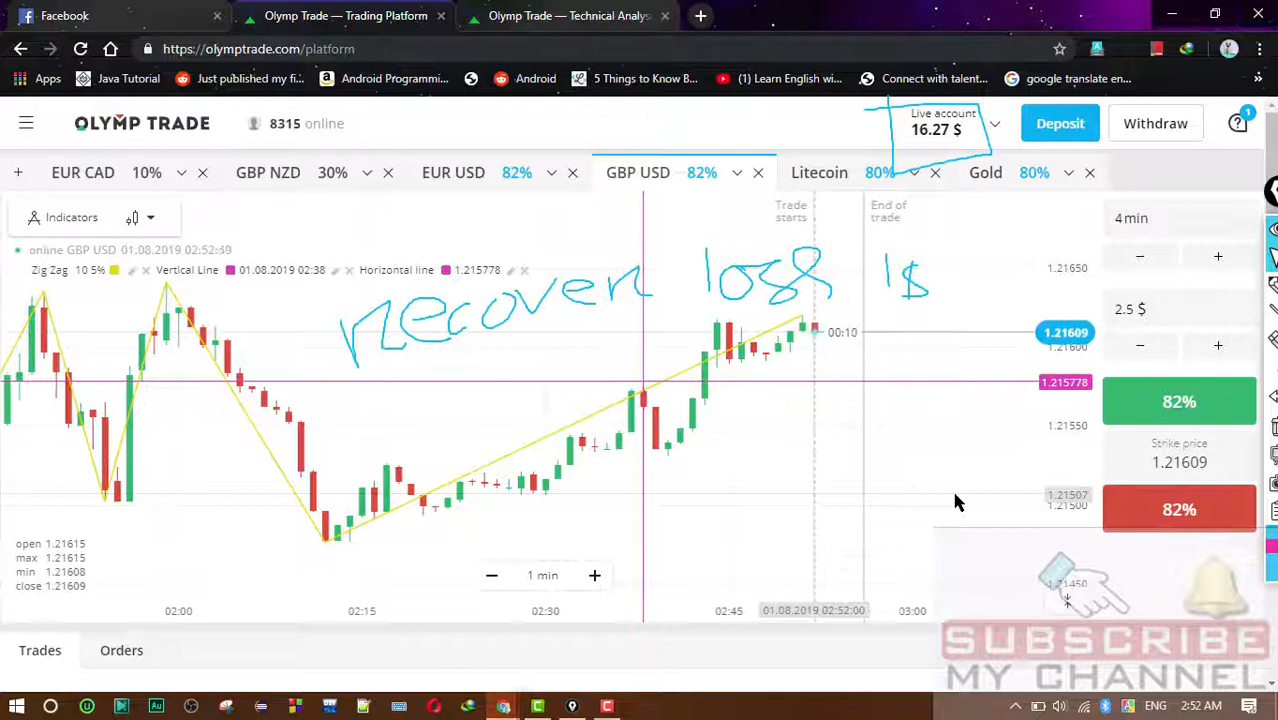 Facebook
Olymp Trade — Trading Platform
Olymp Trade — Technical Analys
https://olymptrade.com/platform
Apps
Java Tutorial
Just published my fi...
Android Programmi...
Android
5 Things to Know B...
(1) Learn English wi...
Connect with talent...
google translate en...
OLYMP TRADE
8315 online
Live account
16.27 $
Deposit
Withdraw
1
EUR CAD 10%
GBP NZD 30%
EUR USD 82%
GBP USD 82%
Litecoin 80%
Gold 80%
Indicators
Trade starts
End of trade
4 min
online GBP USD 01.08.2019 02:52:
Zig Zag 10 5%
Vertical Line
01.08.2019 02:38
Horizontal line
1.215778
recover loss 1$
1.21650
2.5 $
00:10
1.21609
1.21600
1.215778
82%
1.21550
Strike price
1.21609
1.21507
1.21500
82%
open 1.21615
max 1.21615
min 1.21608
close 1.21609
1 min
1.21450
02:00
02:15
02:30
02:45
01.08.2019 02:52:00
03:00
SUBSCRIBE
MY CHANNEL
Trades
Orders
ENG
2:52 AM